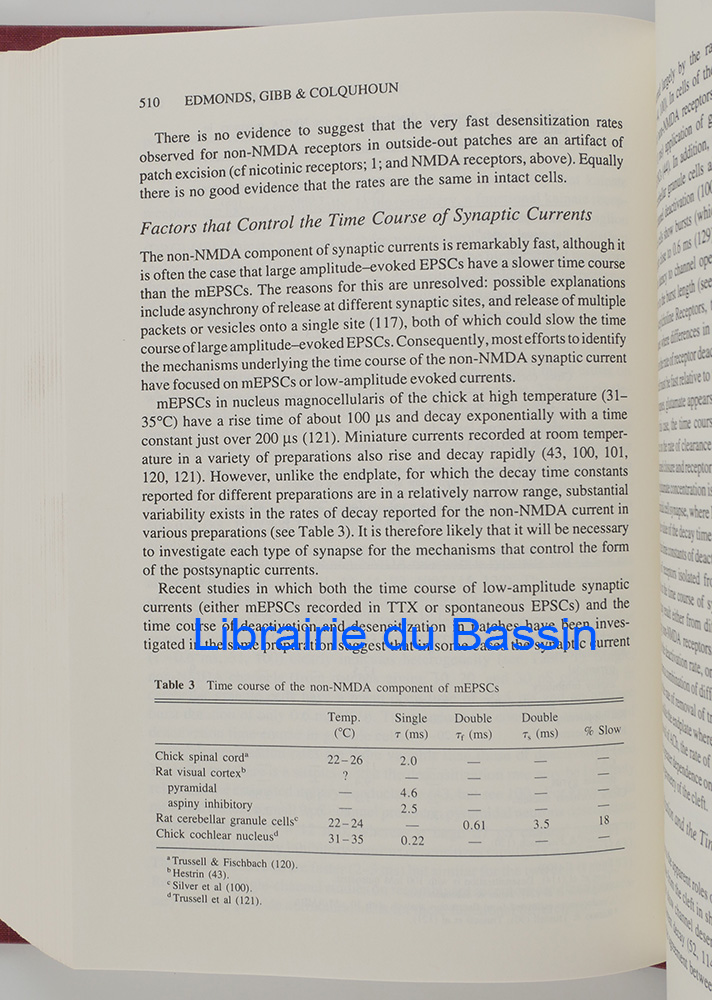 510 EDMONDS, GIBB & COLQUHOUN
There is no evidence to suggest that the very fast desensitization rates
observed for non-NMDA receptors in outside-out patches are an artifact of
patch excision (cf nicotinic receptors; 1; and NMDA receptors, above). Equally
there is no good evidence that the rates are the same in intact cells.
Factors that Control the Time Course of Synaptic Currents
The non-NMDA component of synaptic currents is remarkably fast, although it
is often the case that large amplitude–evoked EPSCs have a slower time course
than the mEPSCs. The reasons for this are unresolved: possible explanations
include asynchrony of release at different synaptic sites, and release of multiple
packets or vesicles onto a single site (117), both of which could slow the time
course of large amplitude–evoked EPSCs. Consequently, most efforts to identify
the mechanisms underlying the time course of the non-NMDA synaptic current
have focused on mEPSCs or low-amplitude evoked currents.
mEPSCs in nucleus magnocellularis of the chick at high temperature (31–
35°C) have a rise time of about 100 μs and decay exponentially with a time
constant just over 200 μs (121). Miniature currents recorded at room temper-
ature in a variety of preparations also rise and decay rapidly (43, 100, 101,
120, 121). However, unlike the endplate, for which the decay time constants
reported for different preparations are in a relatively narrow range, substantial
variability exists in the rates of decay reported for the non-NMDA current in
various preparations (see Table 3). It is therefore likely that it will be necessary
to investigate each type of synapse for the mechanisms that control the form
of the postsynaptic currents.
Recent studies in which both the time course of low-amplitude synaptic
currents (either mEPSCs recorded in TTX or spontaneous EPSCs) and the
time course of deactivation and desensitization in patches have been inves-
tigated in the same preparation suggest that in some cases the synaptic current
Librairie du Bassin
Table 3 Time course of the non-NMDA component of mEPSCs
Temp. Single Double Double
(°C) τ (ms) τf (ms) τs (ms) % Slow
Chick spinal cordᵃ 22–26 2.0 — — —
Rat visual cortexᵇ ? — — — —
pyramidal — 4.6 — — —
aspiny inhibitory — 2.5 — — —
Rat cerebellar granule cellsᶜ 22–24 — 0.61 3.5 18
Chick cochlear nucleusᵈ 31–35 0.22 — — —
ᵃ Trussell & Fischbach (120).
ᵇ Hestrin (43).
ᶜ Silver et al (100).
ᵈ Trussell et al (121).